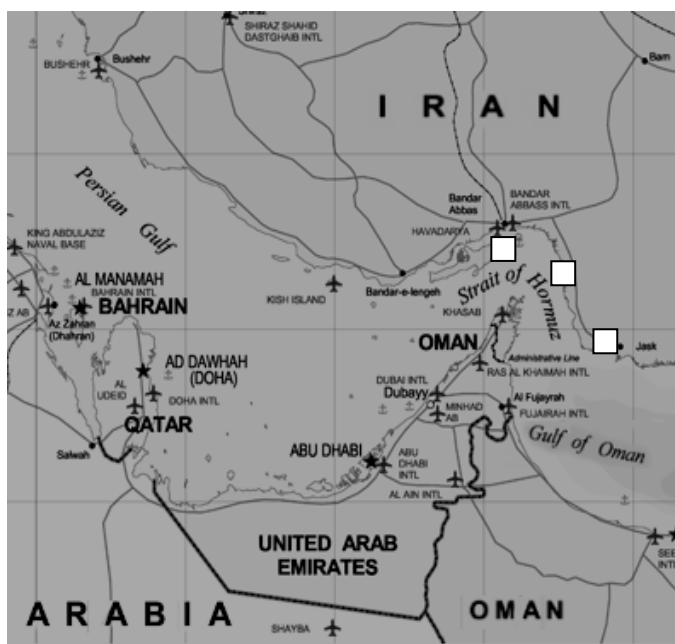 SHIRAZ SHAHID
DASTGHAIB INTL
Bushehr
BUSHEHR
Bam
I R A N
Persian Gulf
Bandar
Abbas
BANDAR
ABBASS INTL
HAVADARYA
KING ABDULAZIZ
NAVAL BASE
AL MANAMAH
BAHRAIN INTL
BAHRAIN
Z AB
Az Zahran
(Dhahran)
KISH ISLAND
Bandar-e-lengeh
Strait of Hormuz
KHASAB
OMAN
Administrative Line
RAS AL KHAIMAH INTL
Jask
AD DAWHAH
(DOHA)
AL
UDEID
DOHA INTL
QATAR
Salwah
DUBAI INTL
Dubayy
MINHAD
AB
Al Fujayrah
FUJAIRAH INTL
Gulf of Oman
ABU DHABI
ABU
DHABI
INTL
AL AIN INTL
UNITED ARAB
EMIRATES
SEE
INT
A R A B I A
OMAN
SHAYBA